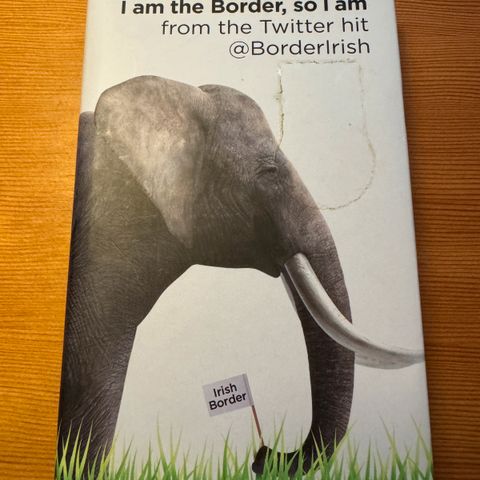 I am the Border, so I am
from the Twitter hit
@BorderIrish
Irish
Border